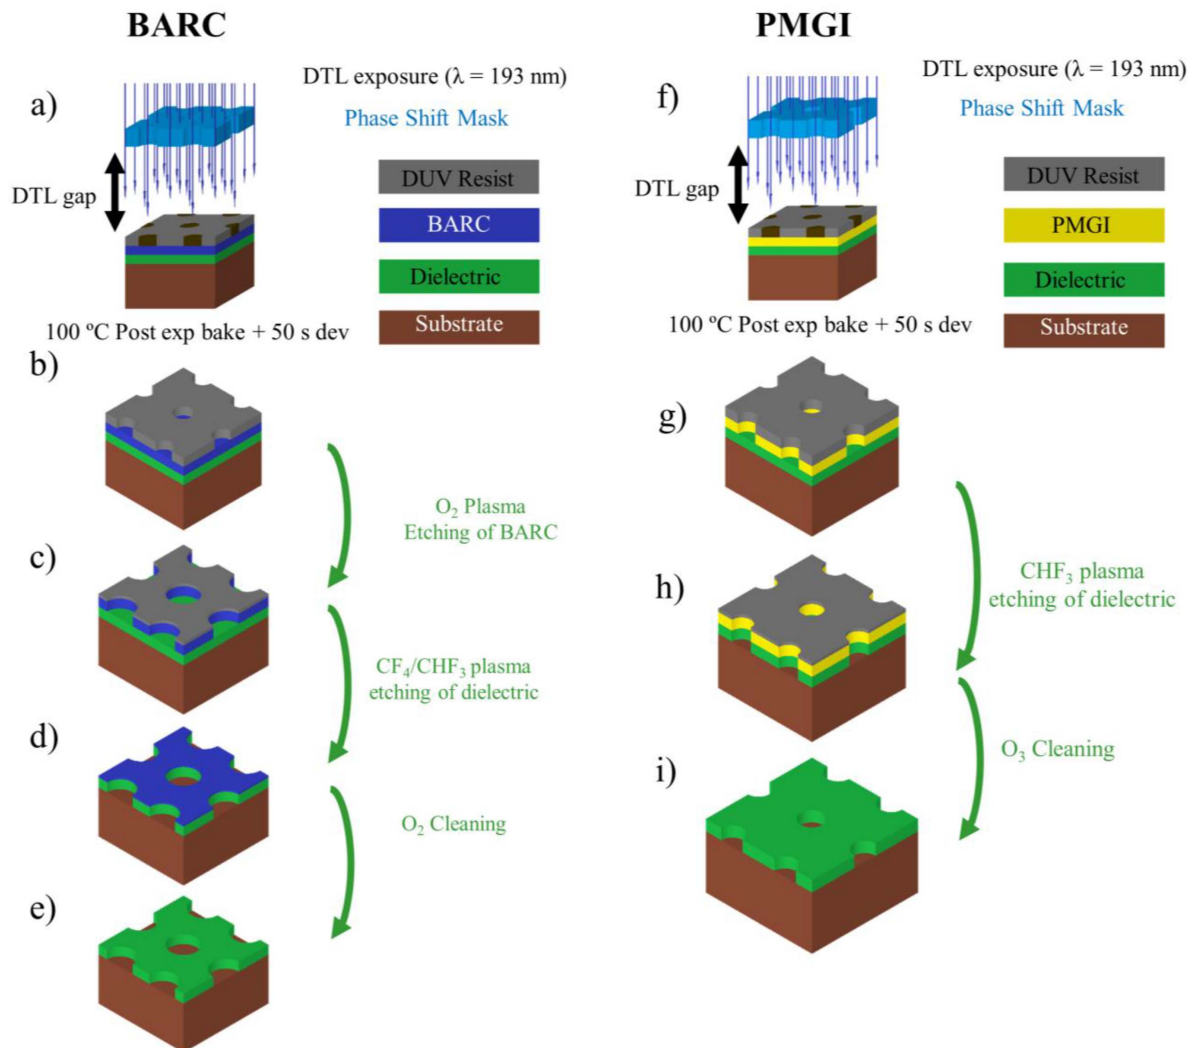 BARC
a)
DTL exposure (λ = 193 nm)
Phase Shift Mask
DTL gap
DUV Resist
BARC
Dielectric
Substrate
100 ºC Post exp bake + 50 s dev
b)
O₂ Plasma
Etching of BARC
c)
CF₄/CHF₃ plasma
etching of dielectric
d)
O₂ Cleaning
e)
PMGI
f)
DTL exposure (λ = 193 nm)
Phase Shift Mask
DTL gap
DUV Resist
PMGI
Dielectric
Substrate
100 ºC Post exp bake + 50 s dev
g)
CHF₃ plasma
etching of dielectric
h)
O₃ Cleaning
i)